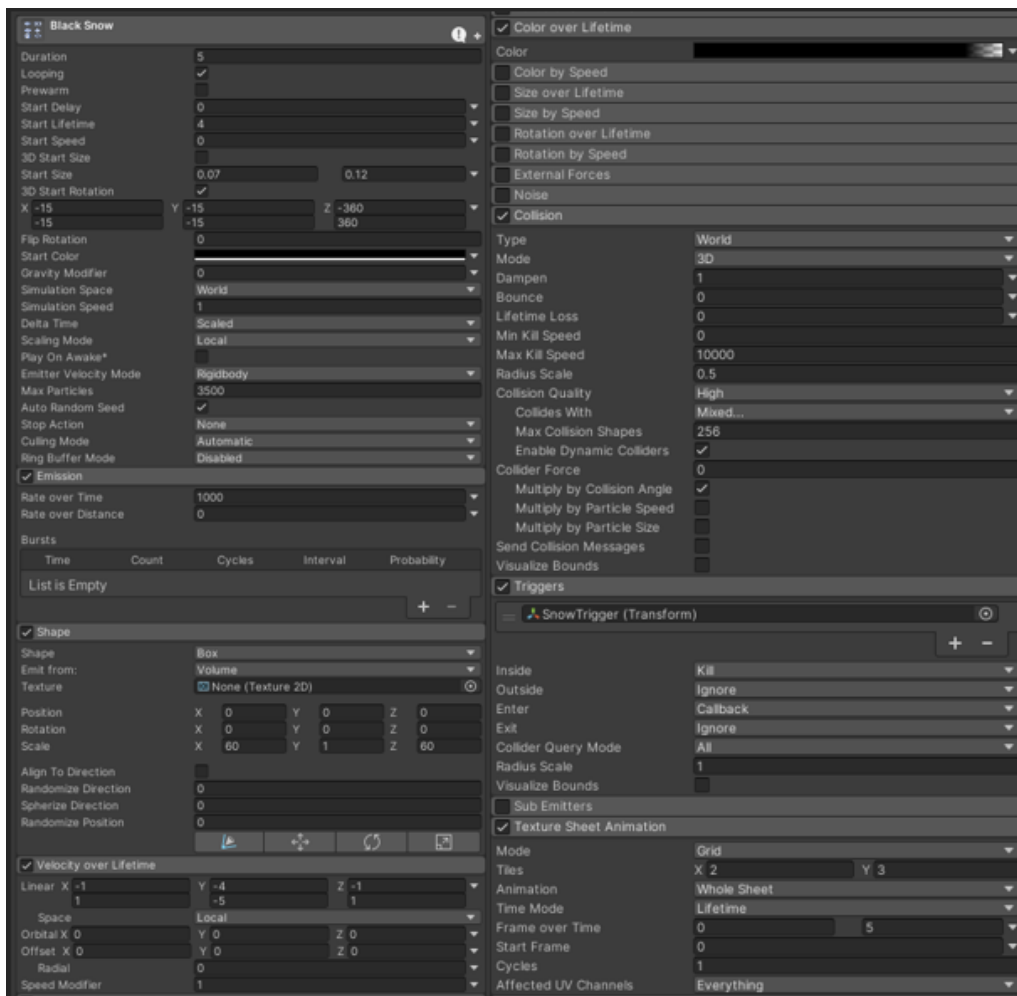 Black Snow
Duration 5
Looping
Prewarm
Start Delay 0
Start Lifetime 4
Start Speed 0
3D Start Size
Start Size 0.07 0.12
3D Start Rotation
X -15 Y -15 Z -360
-15 -15 360
Flip Rotation 0
Start Color
Gravity Modifier 0
Simulation Space World
Simulation Speed 1
Delta Time Scaled
Scaling Mode Local
Play On Awake*
Emitter Velocity Mode Rigidbody
Max Particles 3500
Auto Random Seed
Stop Action None
Culling Mode Automatic
Ring Buffer Mode Disabled
Emission
Rate over Time 1000
Rate over Distance 0
Bursts
Time Count Cycles Interval Probability
List is Empty
+ -
Shape
Shape Box
Emit from: Volume
Texture None (Texture 2D)
Position X 0 Y 0 Z 0
Rotation X 0 Y 0 Z 0
Scale X 60 Y 1 Z 60
Align To Direction
Randomize Direction 0
Spherize Direction 0
Randomize Position 0
Velocity over Lifetime
Linear X -1 Y -4 Z -1
1 -5 1
Space Local
Orbital X 0 Y 0 Z 0
Offset X 0 Y 0 Z 0
Radial 0
Speed Modifier 1
Color over Lifetime
Color
Color by Speed
Size over Lifetime
Size by Speed
Rotation over Lifetime
Rotation by Speed
External Forces
Noise
Collision
Type World
Mode 3D
Dampen 1
Bounce 0
Lifetime Loss 0
Min Kill Speed 0
Max Kill Speed 10000
Radius Scale 0.5
Collision Quality High
Collides With Mixed...
Max Collision Shapes 256
Enable Dynamic Colliders
Collider Force 0
Multiply by Collision Angle
Multiply by Particle Speed
Multiply by Particle Size
Send Collision Messages
Visualize Bounds
Triggers
SnowTrigger (Transform)
+ -
Inside Kill
Outside Ignore
Enter Callback
Exit Ignore
Collider Query Mode All
Radius Scale 1
Visualize Bounds
Sub Emitters
Texture Sheet Animation
Mode Grid
Tiles X 2 Y 3
Animation Whole Sheet
Time Mode Lifetime
Frame over Time 0 5
Start Frame 0
Cycles 1
Affected UV Channels Everything